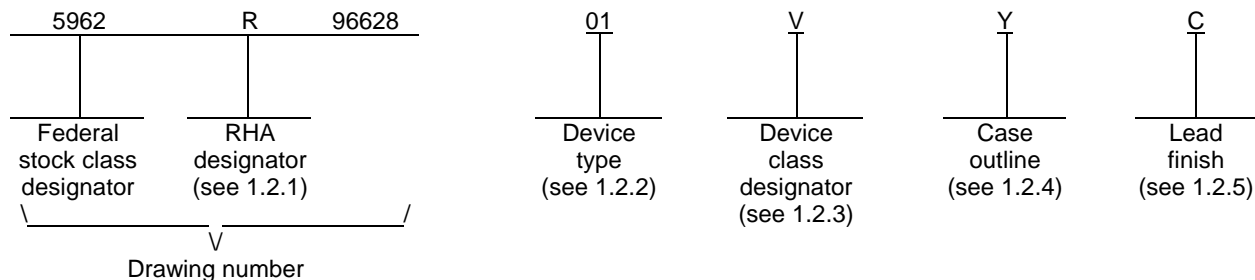 5962 R 96628 01 V Y C
Federal stock class designator
RHA designator (see 1.2.1)
Device type (see 1.2.2)
Device class designator (see 1.2.3)
Case outline (see 1.2.4)
Lead finish (see 1.2.5)
Drawing number